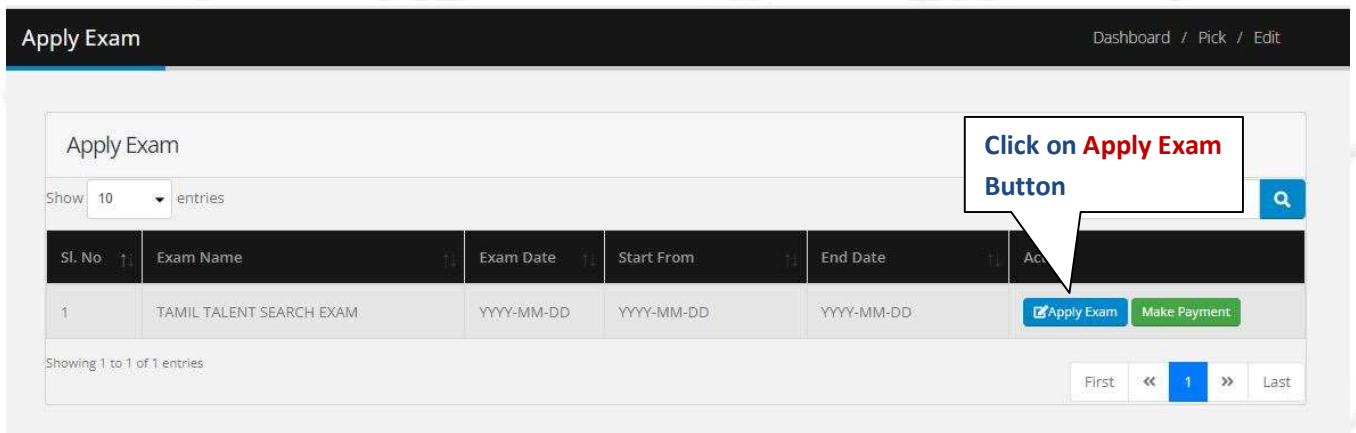 Apply Exam
Dashboard / Pick / Edit
Apply Exam
Click on Apply Exam
Button
Show 10 entries
Sl. No Exam Name Exam Date Start From End Date
1 TAMIL TALENT SEARCH EXAM YYYY-MM-DD YYYY-MM-DD YYYY-MM-DD Apply Exam Make Payment
Showing 1 to 1 of 1 entries
First << 1 >> Last